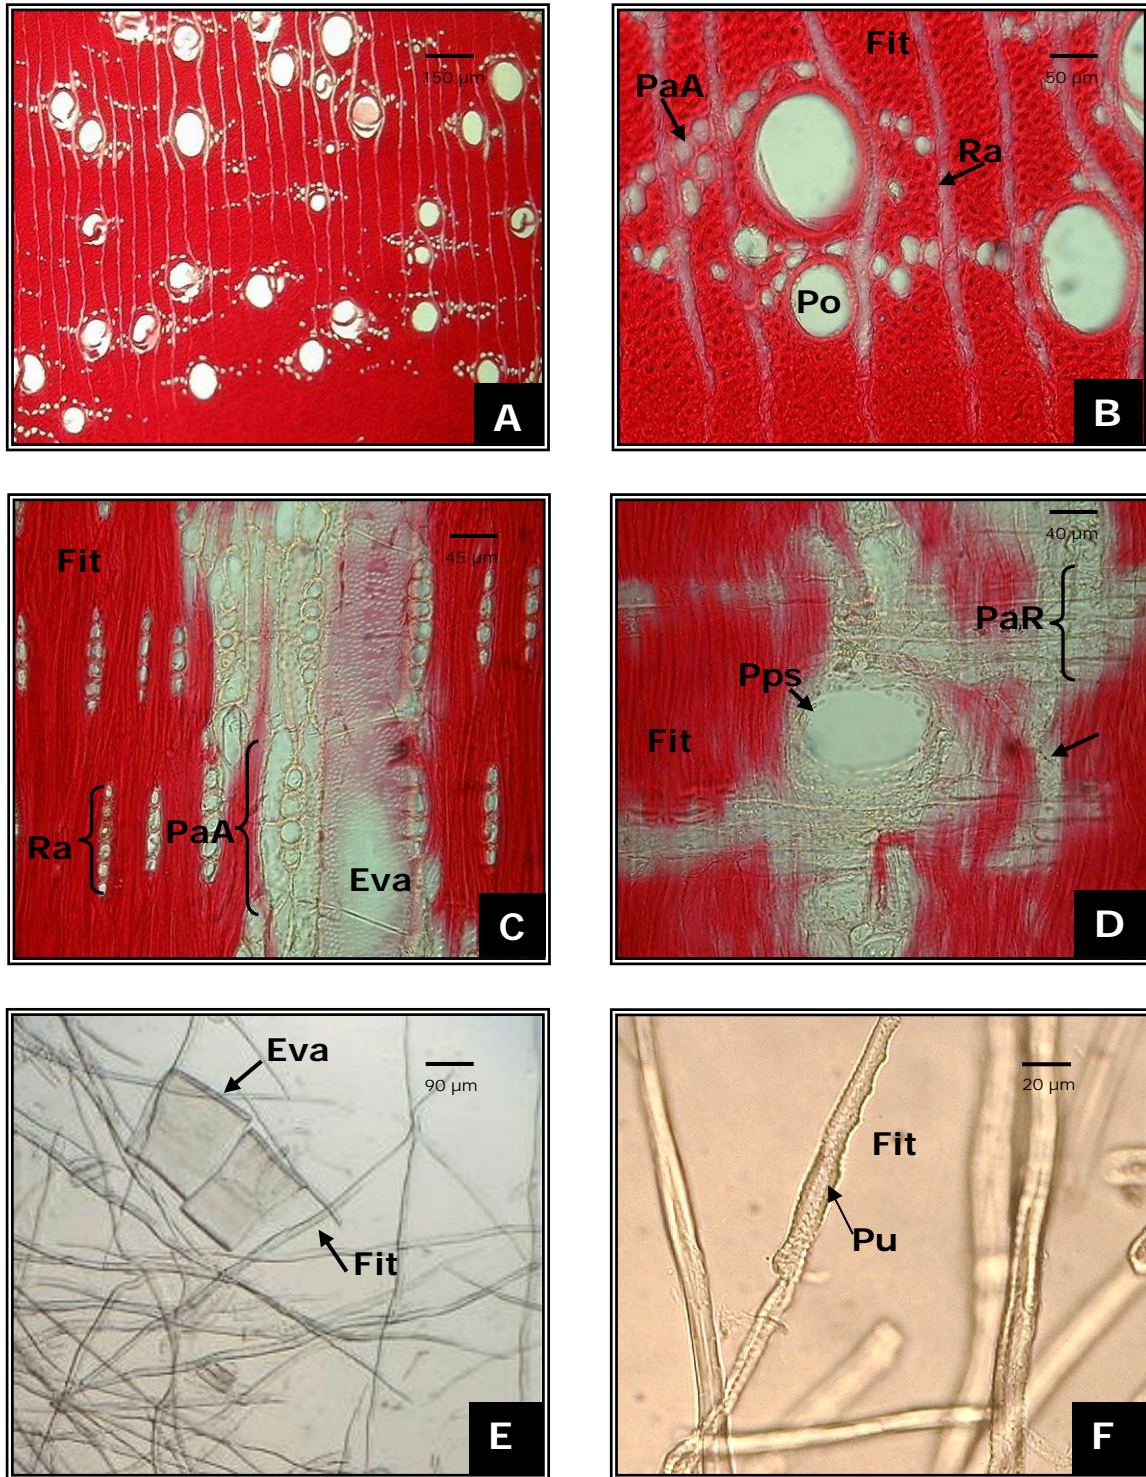 150 µm
A
Fit
50 µm
PaA
Ra
Po
B
Fit
45 µm
Ra
PaA
Eva
C
40 µm
PaR
Pps
Fit
D
Eva
90 µm
Fit
E
20 µm
Fit
Pu
F